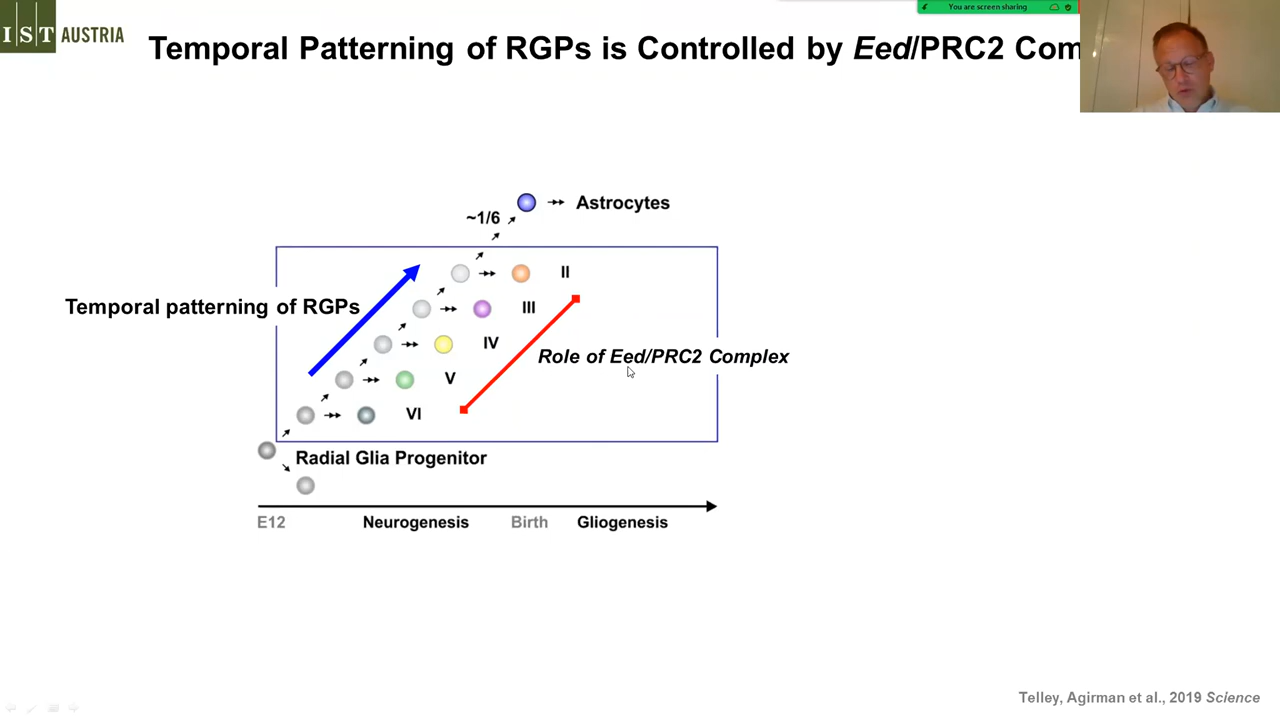 You are screen sharing
IST AUSTRIA
Temporal Patterning of RGPs is Controlled by Eed/PRC2 Com
Astrocytes
~1/6
II
Temporal patterning of RGPs
III
IV
Role of Eed/PRC2 Complex
V
VI
Radial Glia Progenitor
E12
Neurogenesis
Birth
Gliogenesis
Telley, Agirman et al., 2019 Science